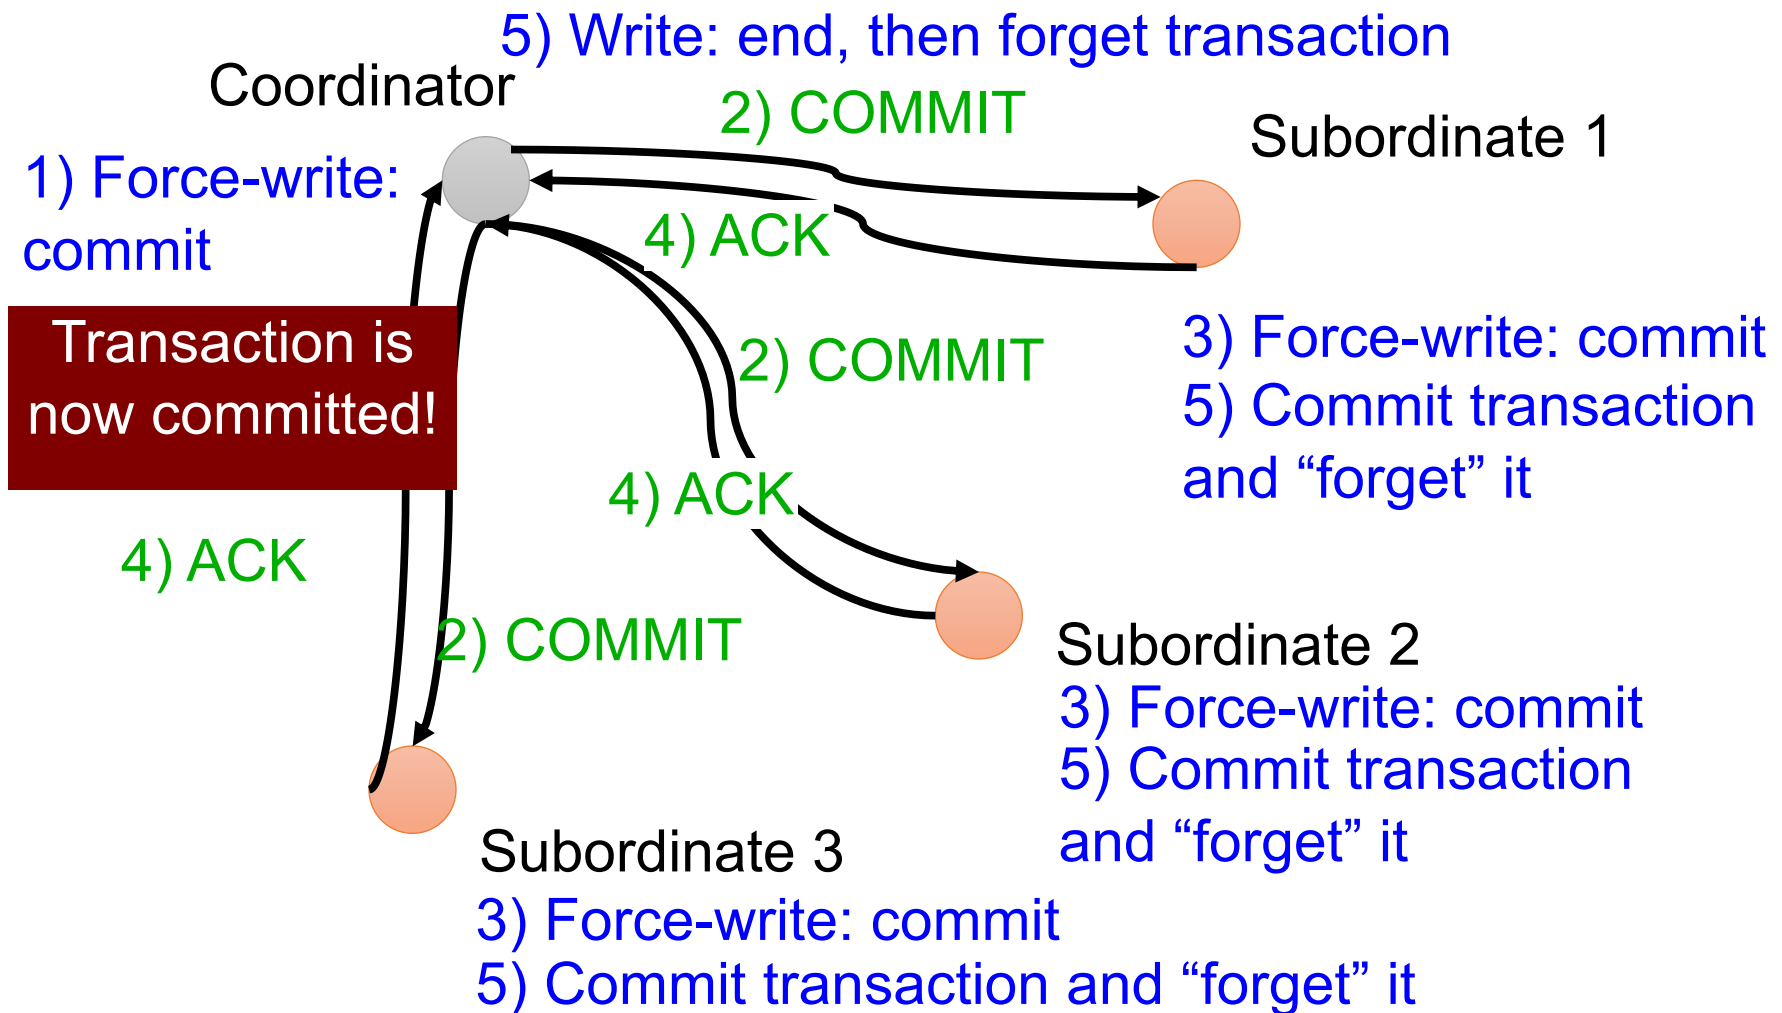 5) Write: end, then forget transaction
Coordinator
2) COMMIT
Subordinate 1
1) Force-write:
commit
4) ACK
Transaction is
now committed!
2) COMMIT
3) Force-write: commit
5) Commit transaction
and “forget” it
4) ACK
4) ACK
2) COMMIT
Subordinate 2
3) Force-write: commit
5) Commit transaction
and “forget” it
Subordinate 3
3) Force-write: commit
5) Commit transaction and “forget” it